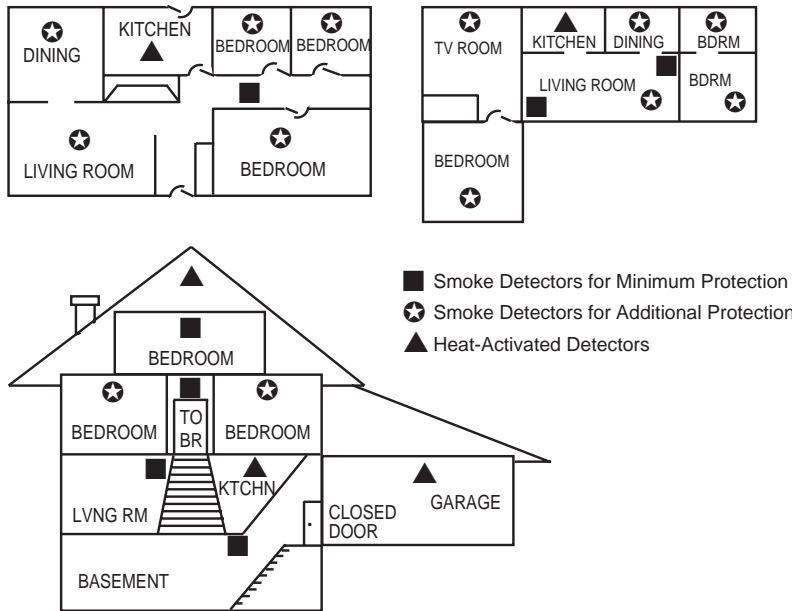 DINING
KITCHEN
BEDROOM
BEDROOM
LIVING ROOM
BEDROOM
TV ROOM
KITCHEN
DINING
BDRM
LIVING ROOM
BDRM
BEDROOM
Smoke Detectors for Minimum Protection
Smoke Detectors for Additional Protection
Heat-Activated Detectors
BEDROOM
BEDROOM
TO
BR
BEDROOM
LVNG RM
KTCHN
CLOSED
DOOR
GARAGE
BASEMENT